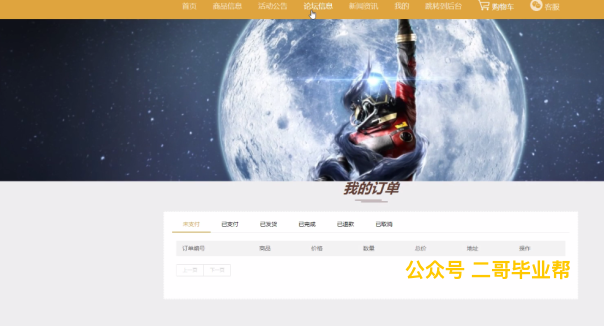 首页 商品信息 活动公告 论坛信息 新闻资讯 我的 跳转到后台 购物车 客服
我的订单
未支付 已支付 已发货 已完成 已退款 已取消
订单编号 商品 价格 数量 总价 地址 操作
上一页 下一页
公众号 二哥毕业帮